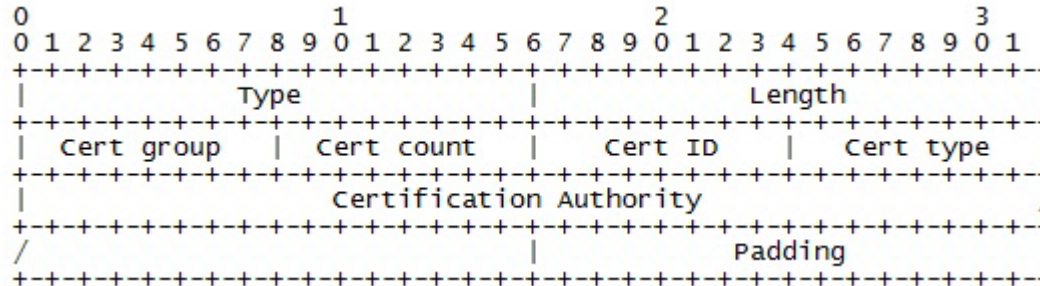 0                   1                   2                   3
0 1 2 3 4 5 6 7 8 9 0 1 2 3 4 5 6 7 8 9 0 1 2 3 4 5 6 7 8 9 0 1
+-+-+-+-+-+-+-+-+-+-+-+-+-+-+-+-+-+-+-+-+-+-+-+-+-+-+-+-+-+-+-+-
|             Type              |             Length
+-+-+-+-+-+-+-+-+-+-+-+-+-+-+-+-+-+-+-+-+-+-+-+-+-+-+-+-+-+-+-+-
|  Cert group   |  Cert count   |    Cert ID    |   Cert type
+-+-+-+-+-+-+-+-+-+-+-+-+-+-+-+-+-+-+-+-+-+-+-+-+-+-+-+-+-+-+-+-
|                   Certification Authority
+-+-+-+-+-+-+-+-+-+-+-+-+-+-+-+-+-+-+-+-+-+-+-+-+-+-+-+-+-+-+-+-
/                               |            Padding
+-+-+-+-+-+-+-+-+-+-+-+-+-+-+-+-+-+-+-+-+-+-+-+-+-+-+-+-+-+-+-+-